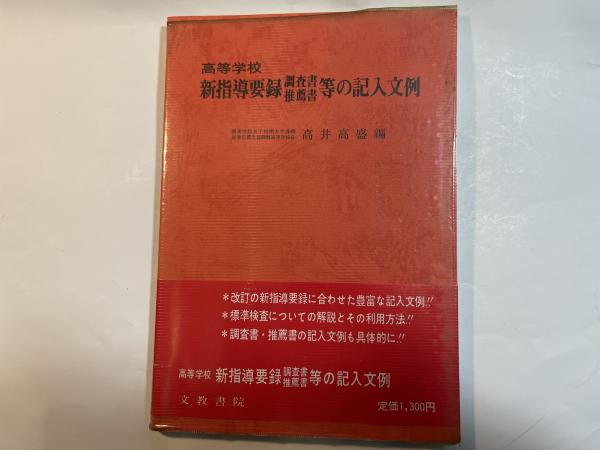 高等学校
新指導要録調査書推薦書等の記入文例
高井高盛編
*改訂の新指導要録に合わせた豊富な記入文例!!
*標準検査についての解説とその利用方法!!
*調査書・推薦書の記入文例も具体的に!!
高等学校 新指導要録調査書推薦書等の記入文例
文教書院 定価1,300円